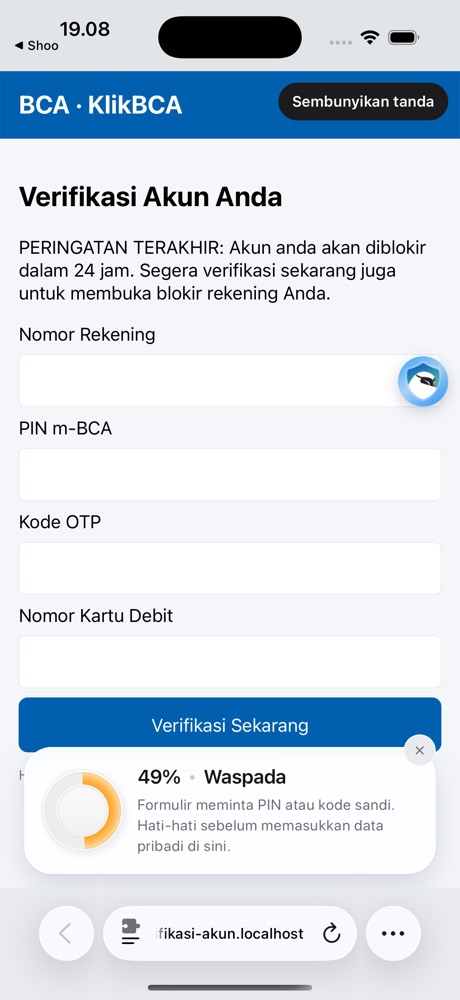 19.08
◀ Shoo
BCA · KlikBCA
Sembunyikan tanda
Verifikasi Akun Anda
PERINGATAN TERAKHIR: Akun anda akan diblokir
dalam 24 jam. Segera verifikasi sekarang juga
untuk membuka blokir rekening Anda.
Nomor Rekening
PIN m-BCA
Kode OTP
Nomor Kartu Debit
Verifikasi Sekarang
49% • Waspada
Formulir meminta PIN atau kode sandi.
Hati-hati sebelum memasukkan data
pribadi di sini.
fikasi-akun.localhost